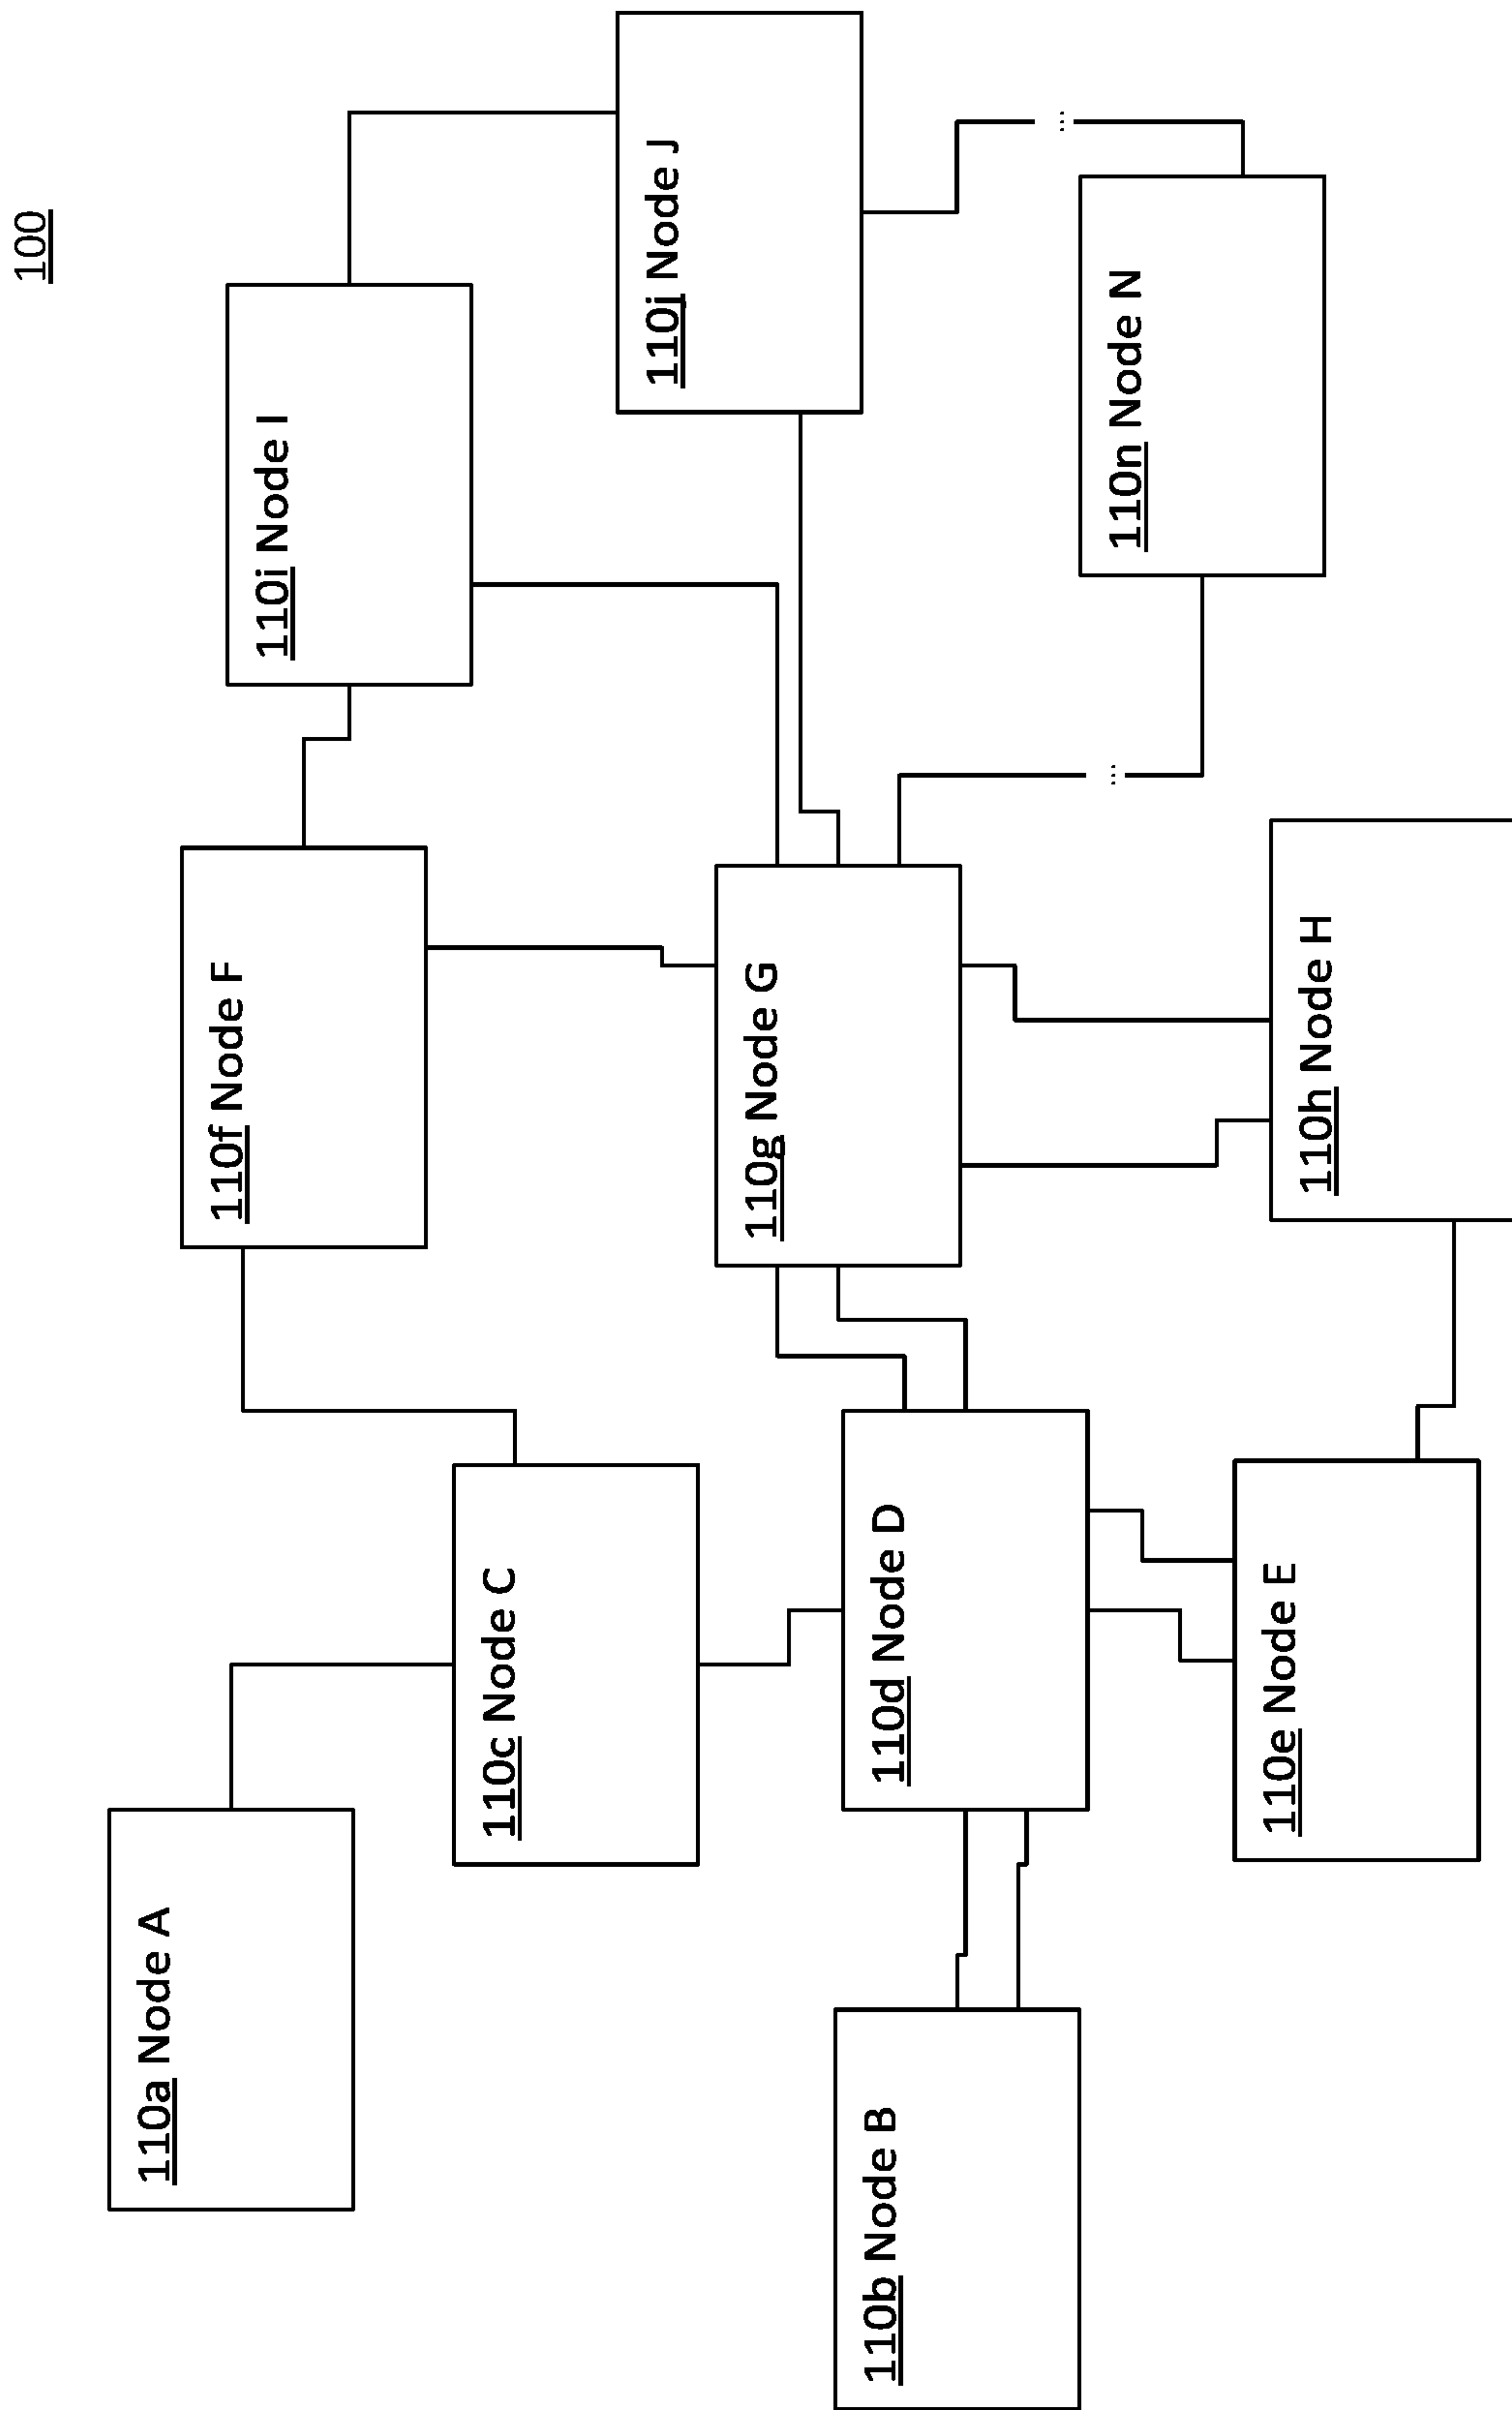 100
110a Node A
110b Node B
110c Node C
110d Node D
110e Node E
110f Node F
110g Node G
110h Node H
110i Node I
110j Node J
110n Node N
...
...